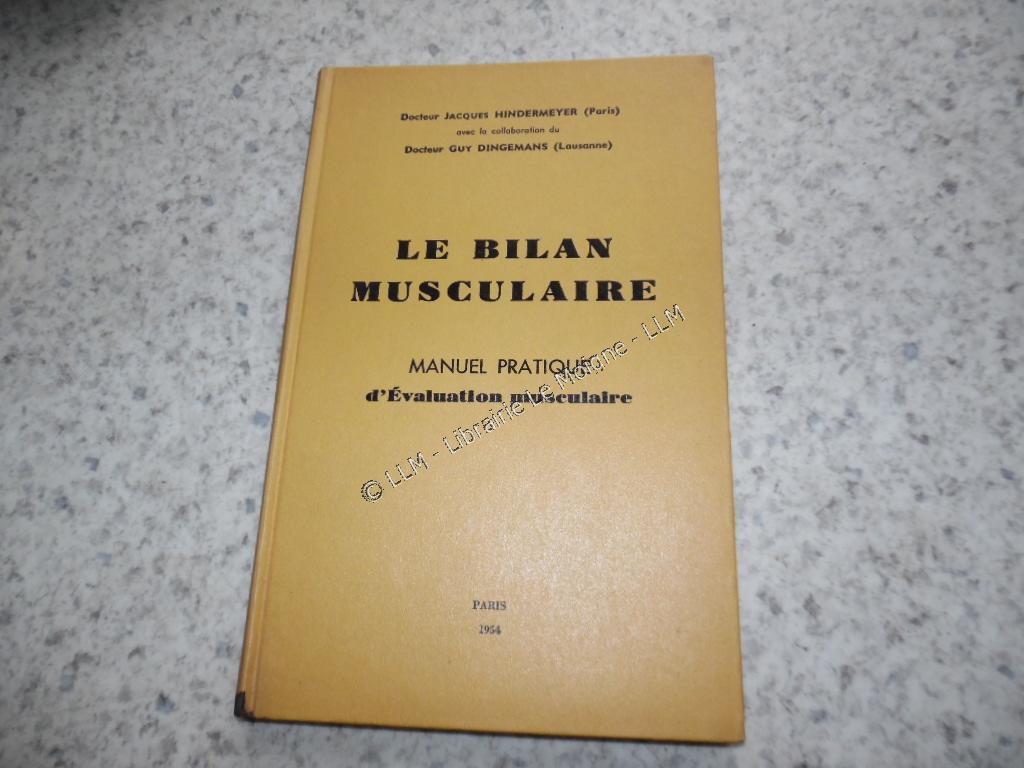 Docteur JACQUES HINDERMEYER (Paris)
avec la collaboration du
Docteur GUY DINGEMANS (Lausanne)
LE BILAN
MUSCULAIRE
MANUEL PRATIQUE
d'Évaluation musculaire
© LLM - Librairie Le Moigne - LLM
PARIS
1954